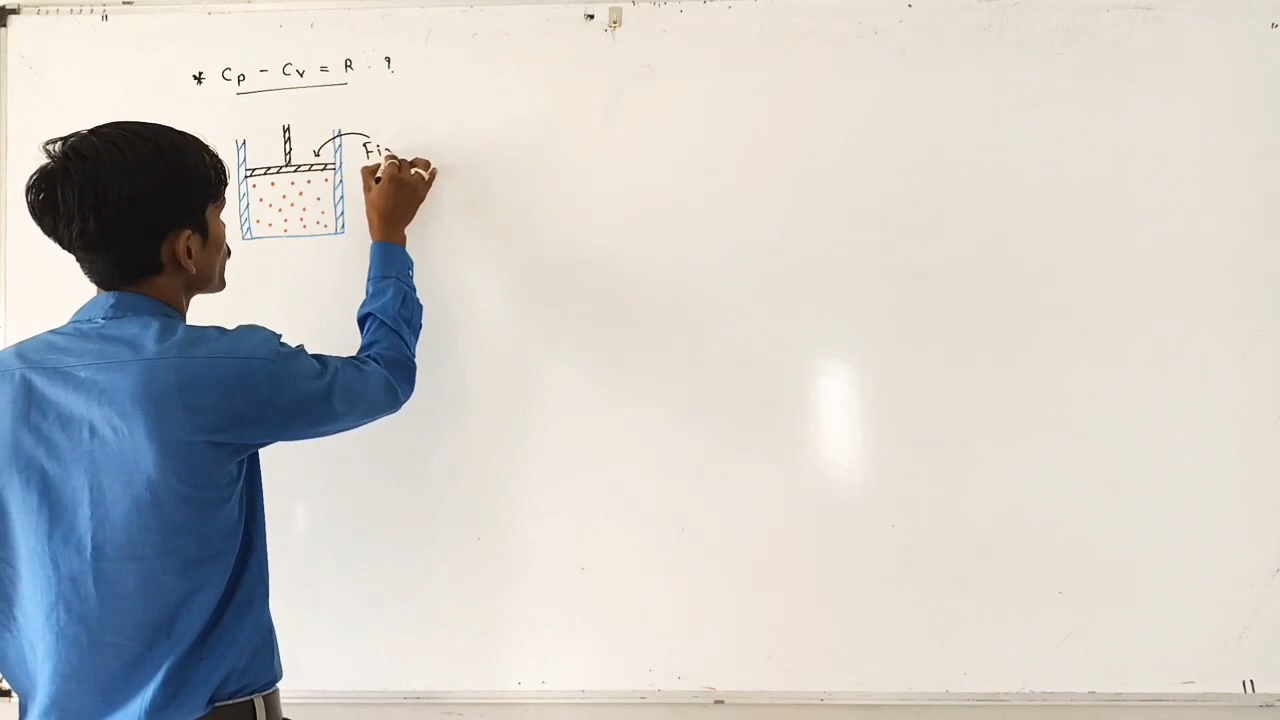 * Cp - Cv = R . ?
Fi